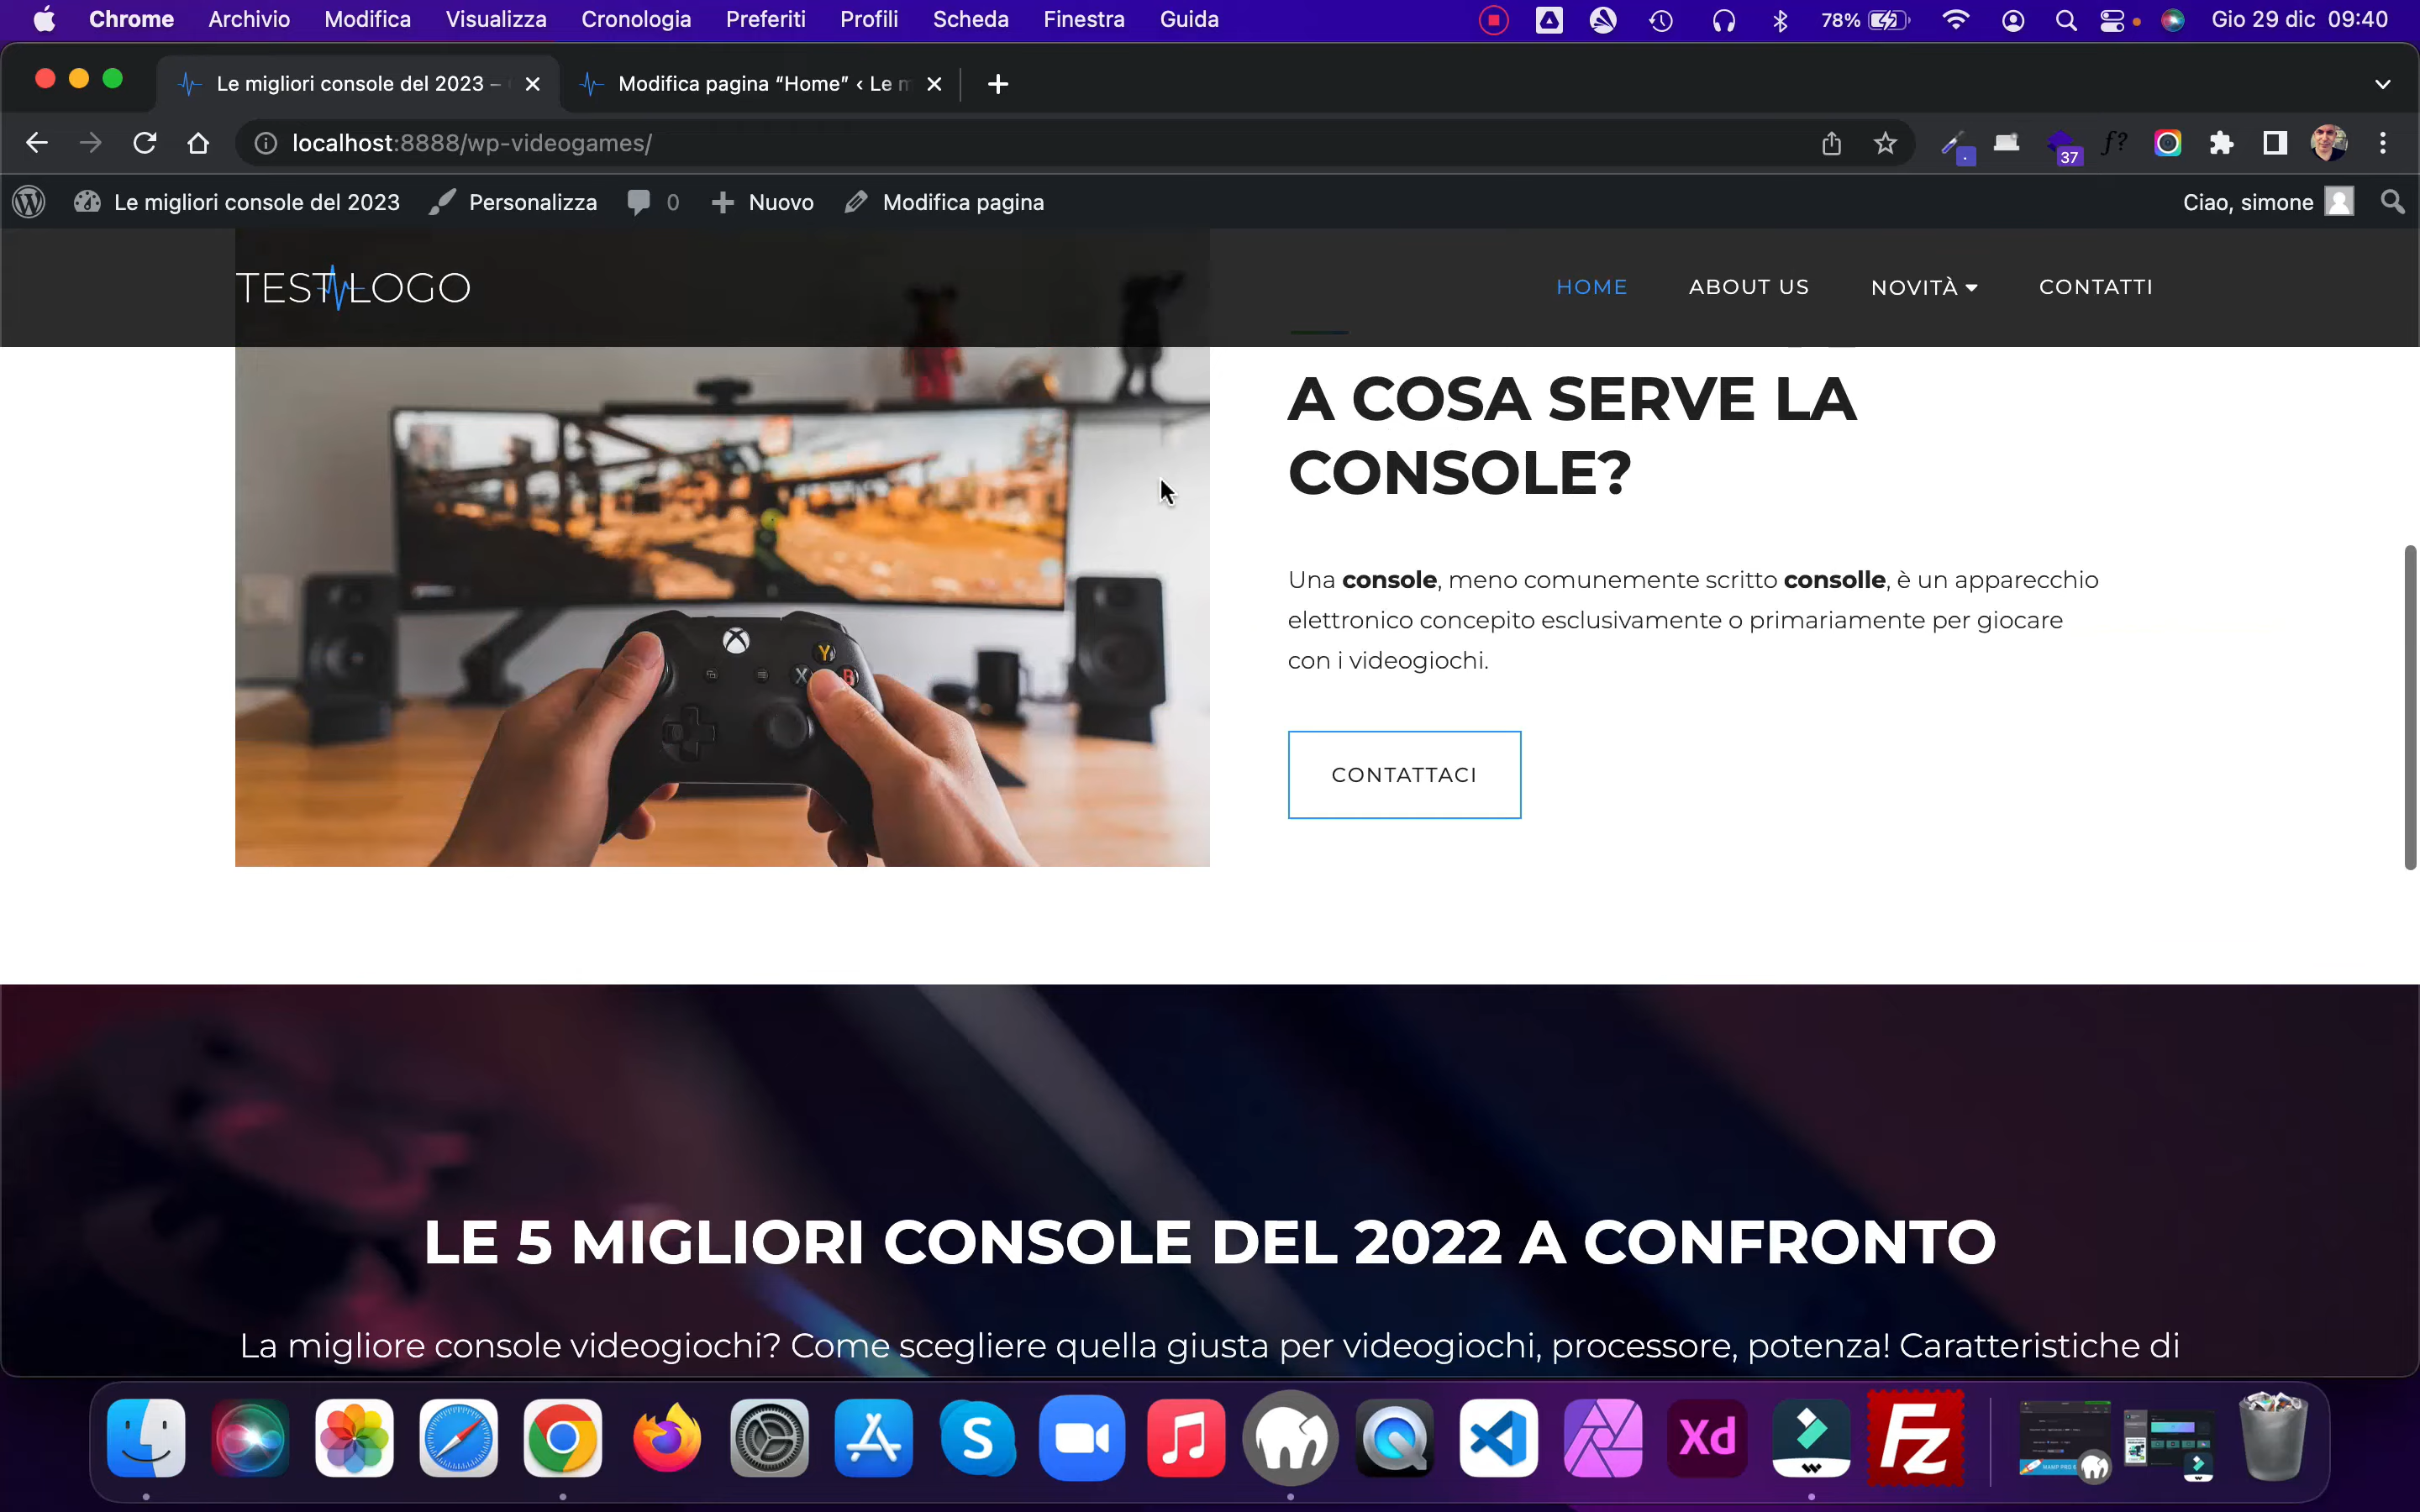 Chrome Archivio Modifica Visualizza Cronologia Preferiti Profili Scheda Finestra Guida 78% Gio 29 dic 09:40
Le migliori console del 2023 – Modifica pagina “Home” ‹ Le m
localhost:8888/wp-videogames/ f? 37
Le migliori console del 2023 Personalizza 0 Nuovo Modifica pagina Ciao, simone
TEST LOGO HOME ABOUT US NOVITÀ CONTATTI
A COSA SERVE LA
CONSOLE?
Una console, meno comunemente scritto consolle, è un apparecchio
elettronico concepito esclusivamente o primariamente per giocare
con i videogiochi.
Y
X B
CONTATTACI
LE 5 MIGLIORI CONSOLE DEL 2022 A CONFRONTO
La migliore console videogiochi? Come scegliere quella giusta per videogiochi, processore, potenza! Caratteristiche di
S Xd Fz